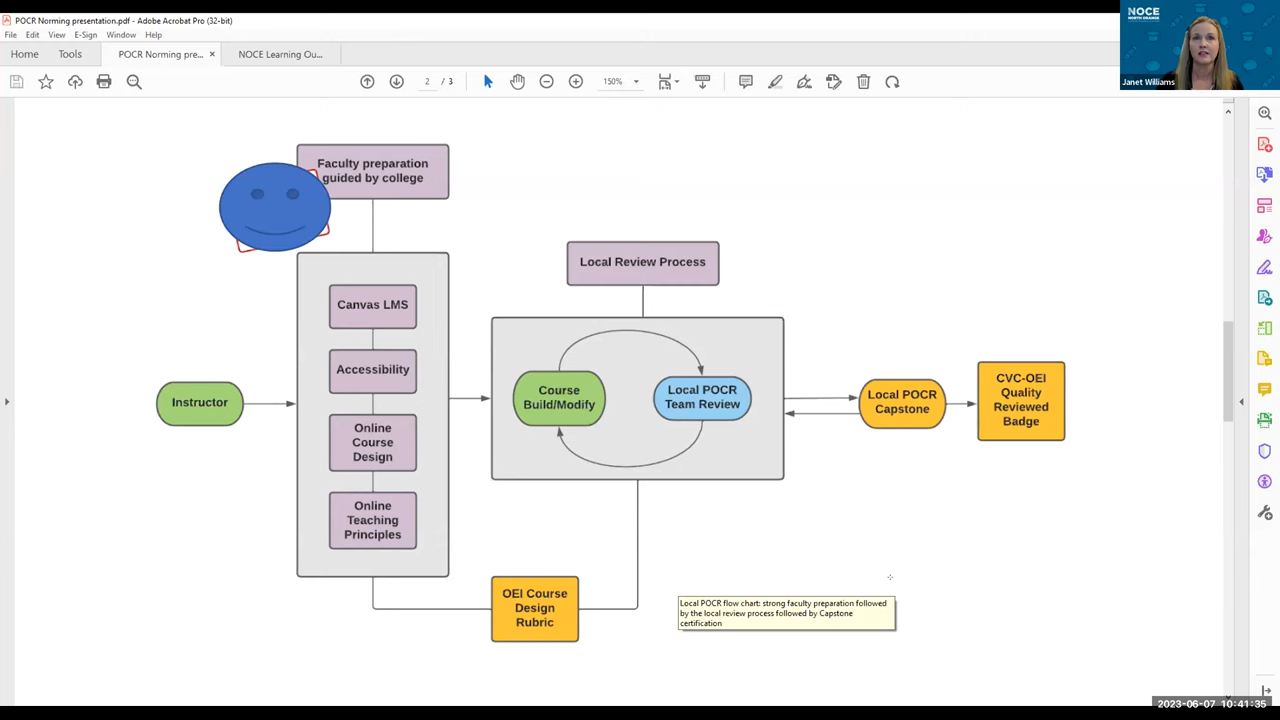 POCR Norming presentation.pdf - Adobe Acrobat Pro (32-bit)
File Edit View E-Sign Window Help
Home Tools POCR Norming pre... × NOCE Learning Ou...
2 / 3 150%
NOCE
NORTH ORANGE
Janet Williams
Faculty preparation
guided by college
Canvas LMS
Accessibility
Online
Course
Design
Online
Teaching
Principles
Instructor
Local Review Process
Course
Build/Modify
Local POCR
Team Review
Local POCR
Capstone
CVC-OEI
Quality
Reviewed
Badge
OEI Course
Design
Rubric
Local POCR flow chart: strong faculty preparation followed
by the local review process followed by Capstone
certification
2023-06-07 10:41:35